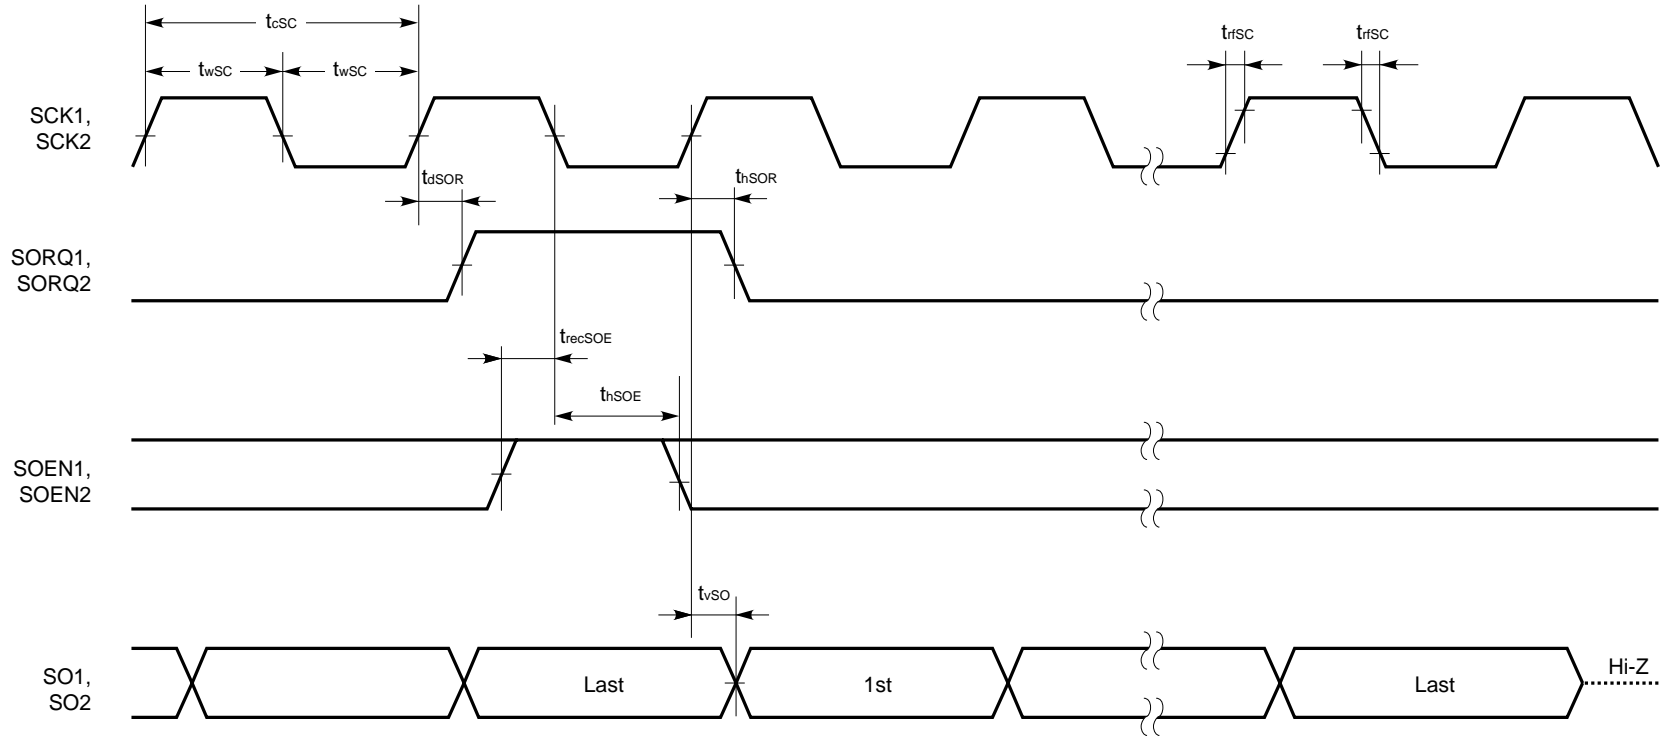 tcSC
twSC twSC
trfSC trfSC
SCK1,
SCK2
tdSOR thSOR
SORQ1,
SORQ2
trecSOE
thSOE
SOEN1,
SOEN2
tvSO
SO1,
SO2
Last 1st Last Hi-Z